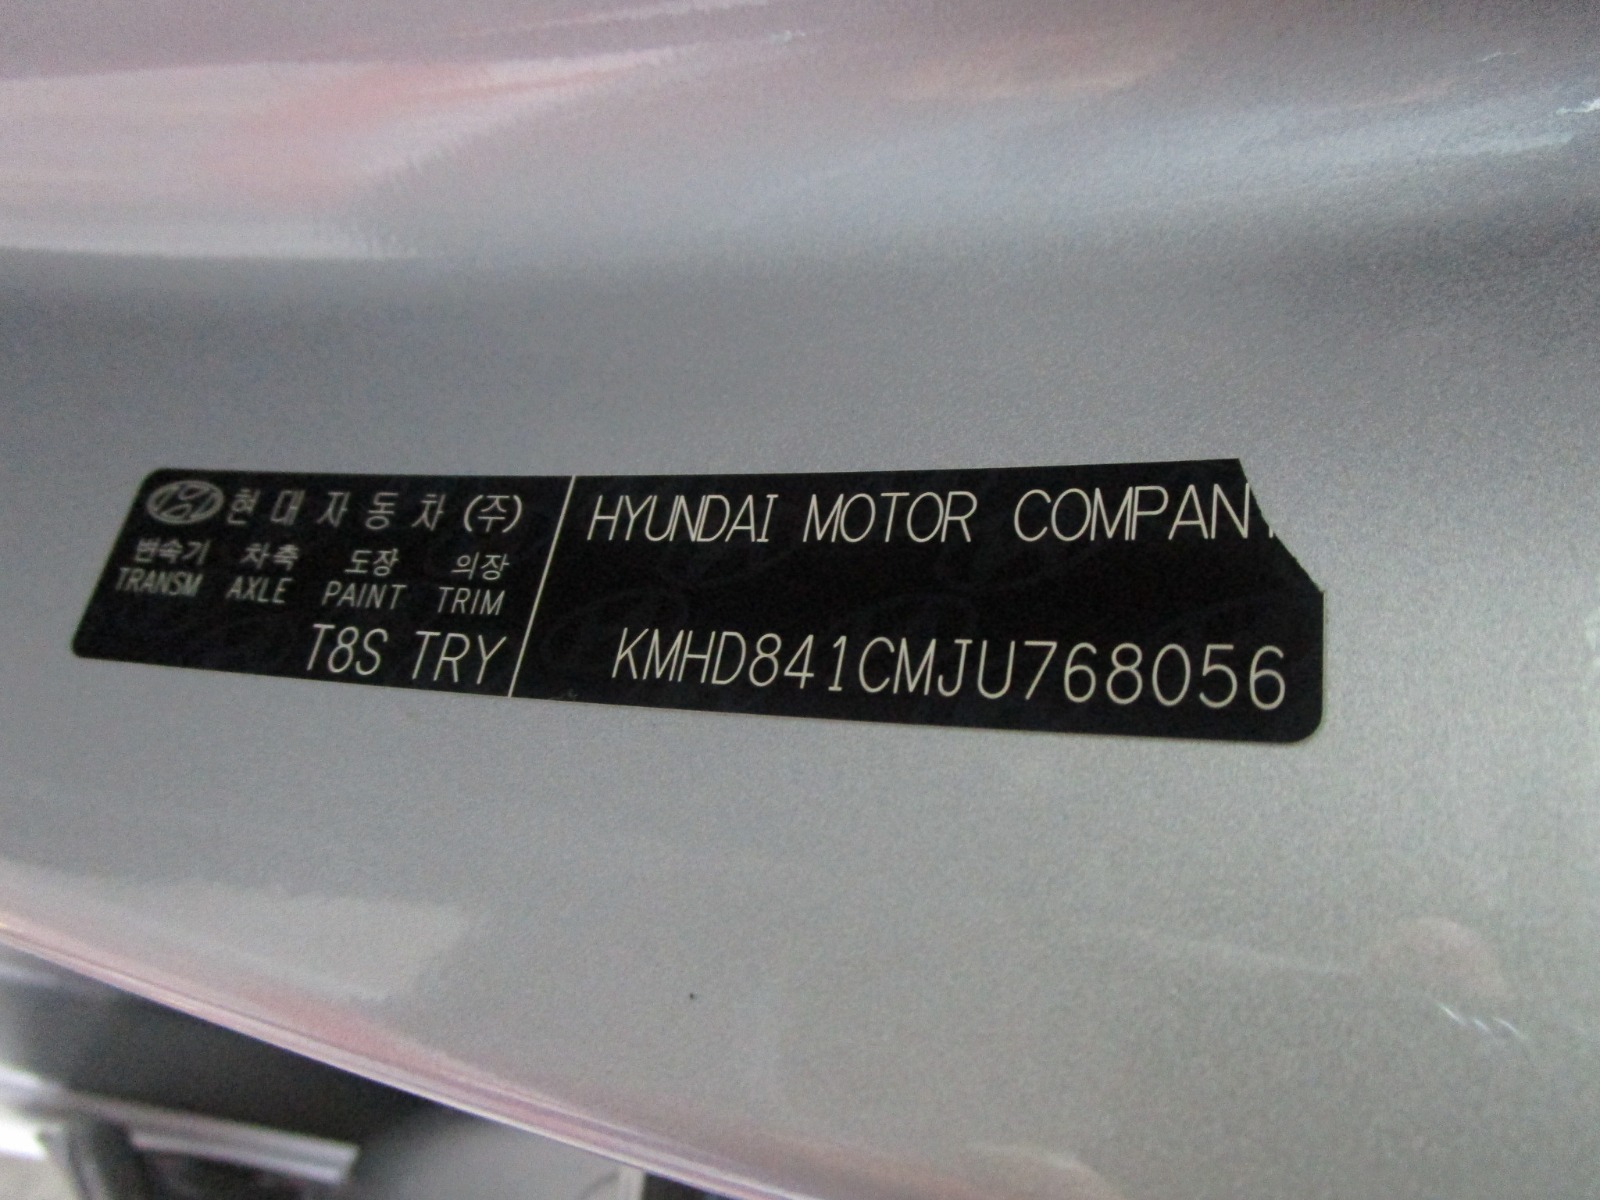 현대자동차(주)
변속기 차축 도장 의장
TRANSM AXLE PAINT TRIM
T8S TRY
HYUNDAI MOTOR COMPAN
KMHD841CMJU768056